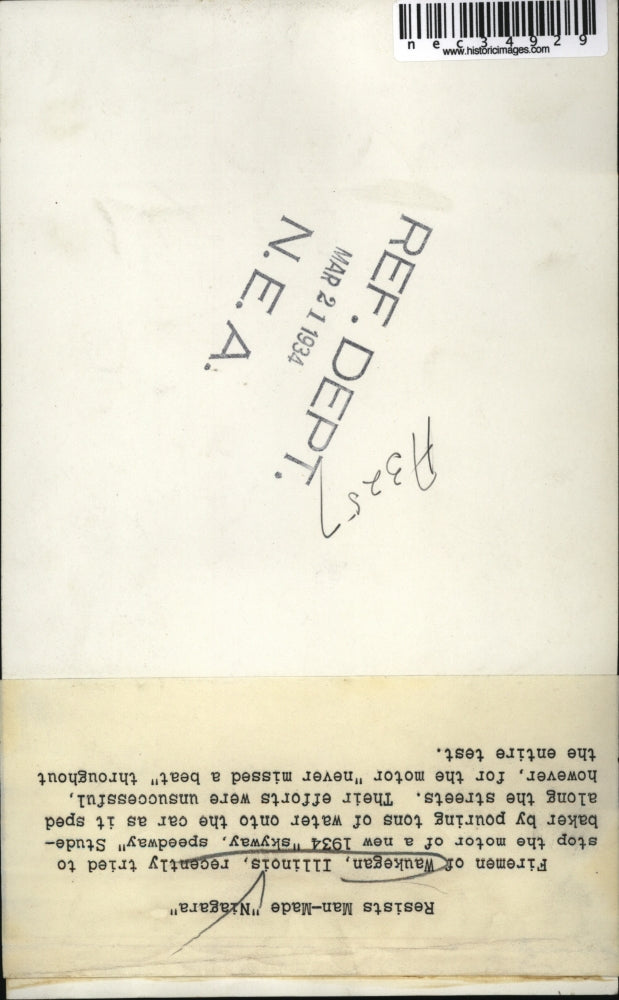 nec34929
www.historicimages.com
REF. DEPT.
MAR 21 1934
N.E.A.
A3257
Resists Man-Made "Niagara"
Firemen of Waukegan, Illinois, recently tried to
stop the motor of a new 1934 "skyway, speedway" Stude-
baker by pouring tons of water onto the car as it sped
along the streets. Their efforts were unsuccessful,
however, for the motor "never missed a beat" throughout
the entire test.